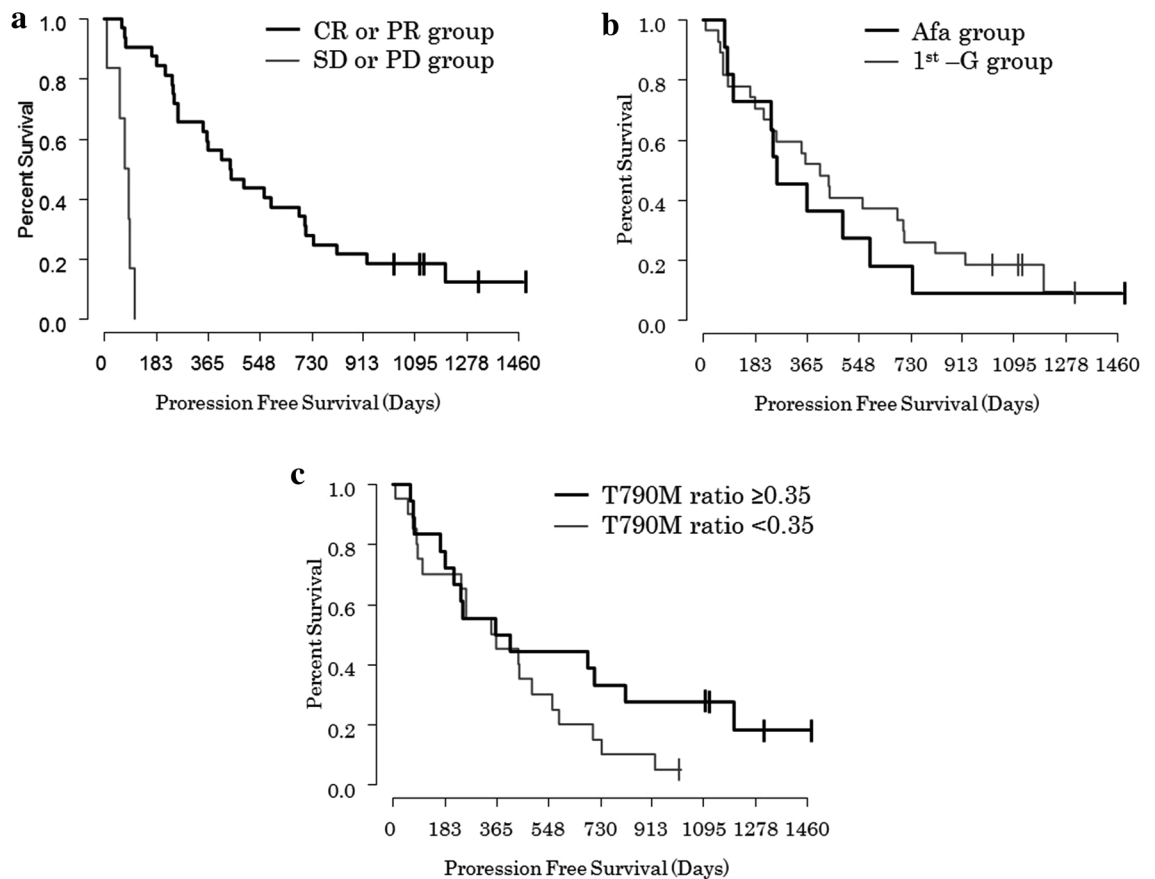 a
CR or PR group
SD or PD group
Percent Survival
1.0
0.8
0.6
0.4
0.2
0.0
0 183 365 548 730 913 1095 1278 1460
Proression Free Survival (Days)
b
Afa group
1st –G group
Percent Survival
1.0
0.8
0.6
0.4
0.2
0.0
0 183 365 548 730 913 1095 1278 1460
Proression Free Survival (Days)
c
T790M ratio ≥0.35
T790M ratio <0.35
Percent Survival
1.0
0.8
0.6
0.4
0.2
0.0
0 183 365 548 730 913 1095 1278 1460
Proression Free Survival (Days)